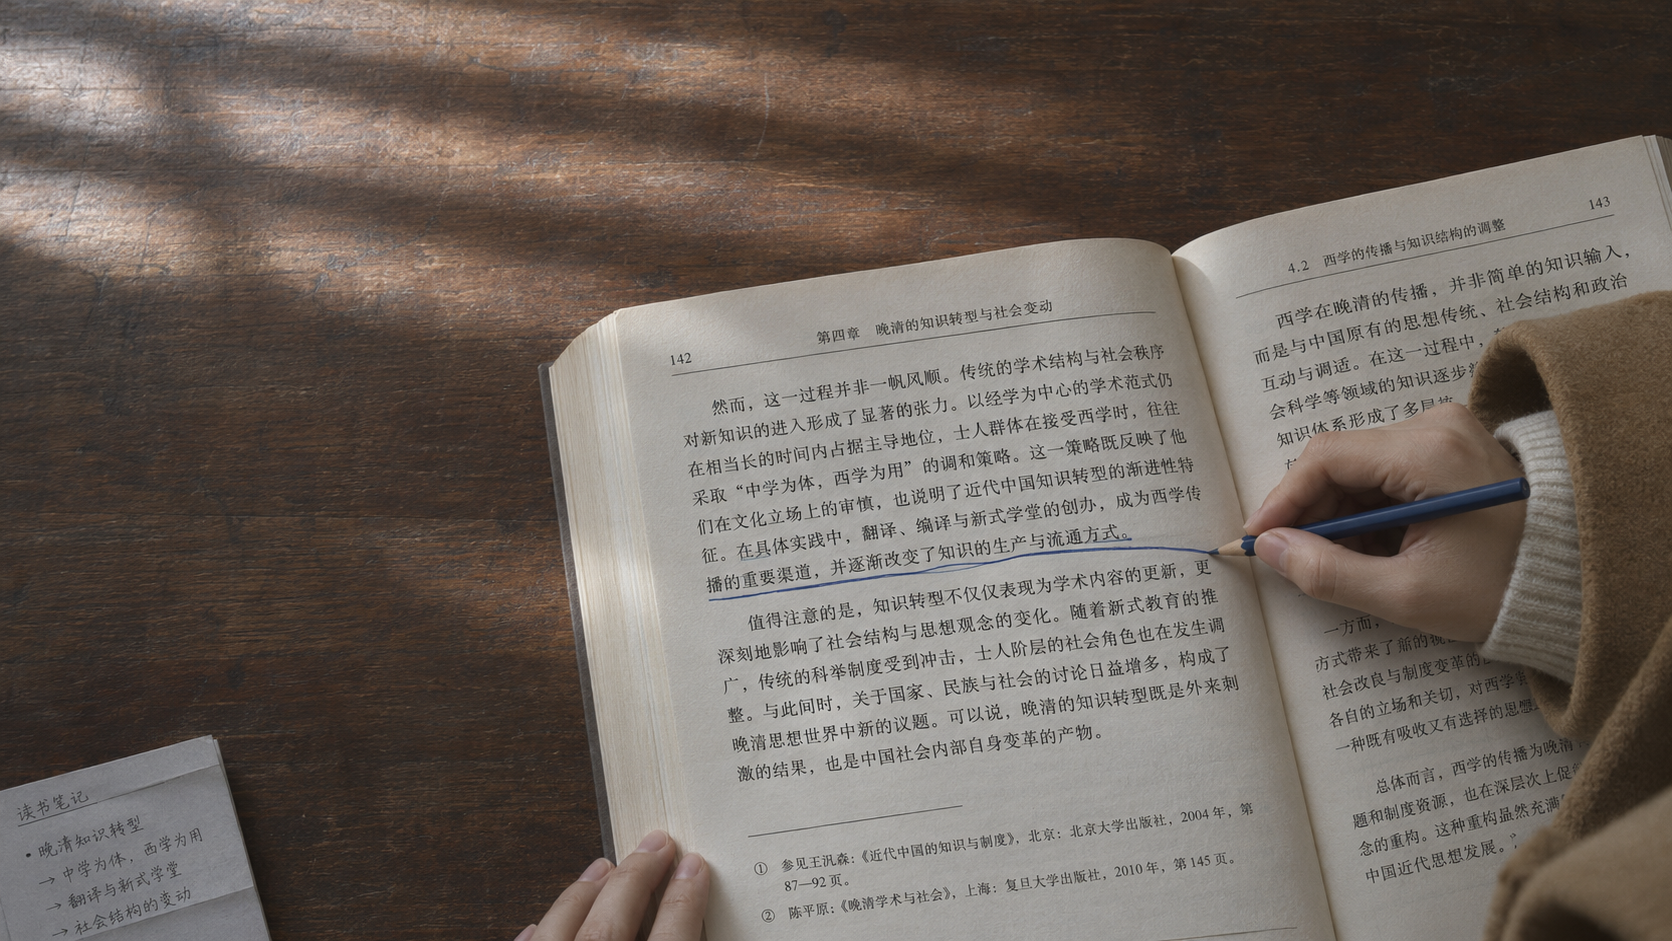 142
第四章 晚清的知识转型与社会变动
然而，这一过程并非一帆风顺。传统的学术结构与社会秩序
对新知识的进入形成了显著的张力。以经学为中心的学术范式仍
在相当长的时间内占据主导地位，士人群体在接受西学时，往往
采取“中学为体，西学为用”的调和策略。这一策略既反映了他
们在文化立场上的审慎，也说明了近代中国知识转型的渐进性特
征。在具体实践中，翻译、编译与新式学堂的创办，成为西学传
播的重要渠道，并逐渐改变了知识的生产与流通方式。
值得注意的是，知识转型不仅仅表现为学术内容的更新，更
深刻地影响了社会结构与思想观念的变化。随着新式教育的推
广，传统的科举制度受到冲击，士人阶层的社会角色也在发生调
整。与此同时，关于国家、民族与社会的讨论日益增多，构成了
晚清思想世界中新的议题。可以说，晚清的知识转型既是外来刺
激的结果，也是中国社会内部自身变革的产物。
① 参见王汎森：《近代中国的知识与制度》，北京：北京大学出版社，2004 年，第
87—92 页。
② 陈平原：《晚清学术与社会》，上海：复旦大学出版社，2010 年，第 145 页。
143
4.2 西学的传播与知识结构的调整
西学在晚清的传播，并非简单的知识输入，
而是与中国原有的思想传统、社会结构和政治
互动与调适。在这一过程中，
会科学等领域的知识逐步
知识体系形成了多层
一方面，
方式带来了新的视
社会改良与制度变革的
各自的立场和关切，对西学
一种既有吸收又有选择的思想
总体而言，西学的传播为晚清
题和制度资源，也在深层次上促
念的重构。这种重构虽然充满
中国近代思想发展。
读书笔记
• 晚清知识转型
→ 中学为体，西学为用
→ 翻译与新式学堂
→ 社会结构的变动